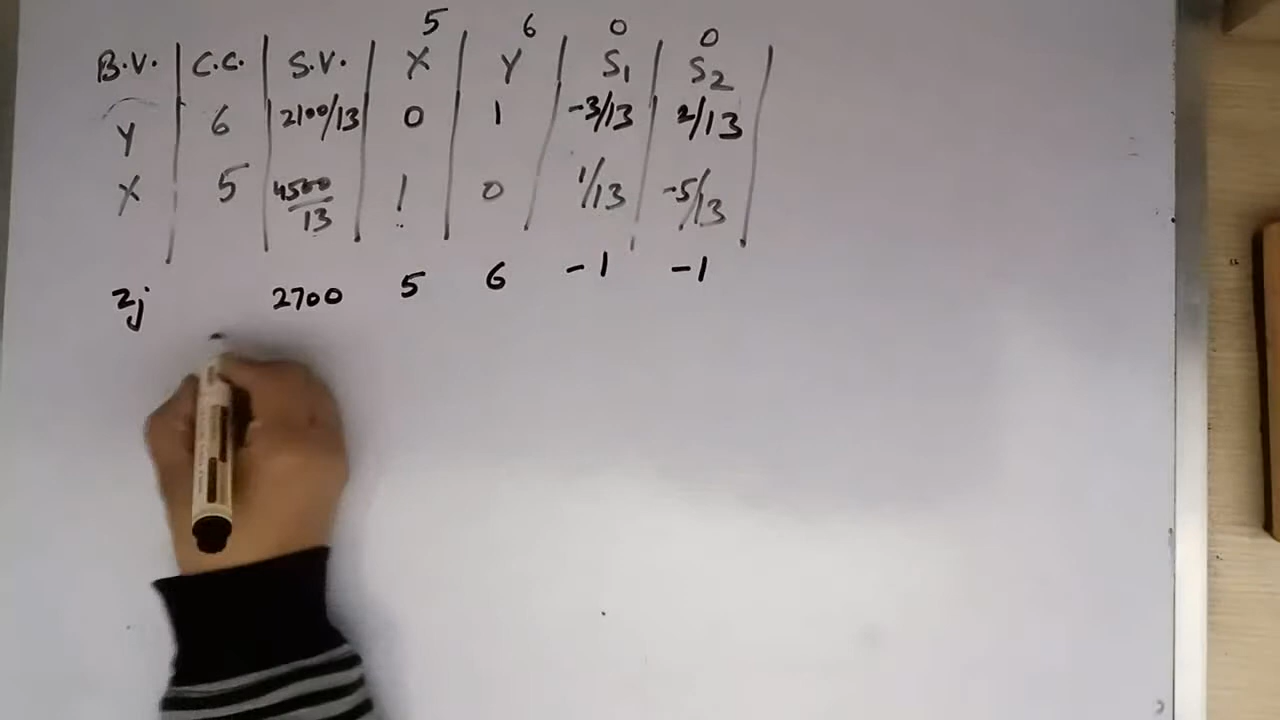 5 6 0 0
B.V. C.C. S.V. X Y S1 S2
Y 6 2100/13 0 1 -3/13 2/13
X 5 4500/13 1 0 1/13 -5/13
Zj 2700 5 6 -1 -1